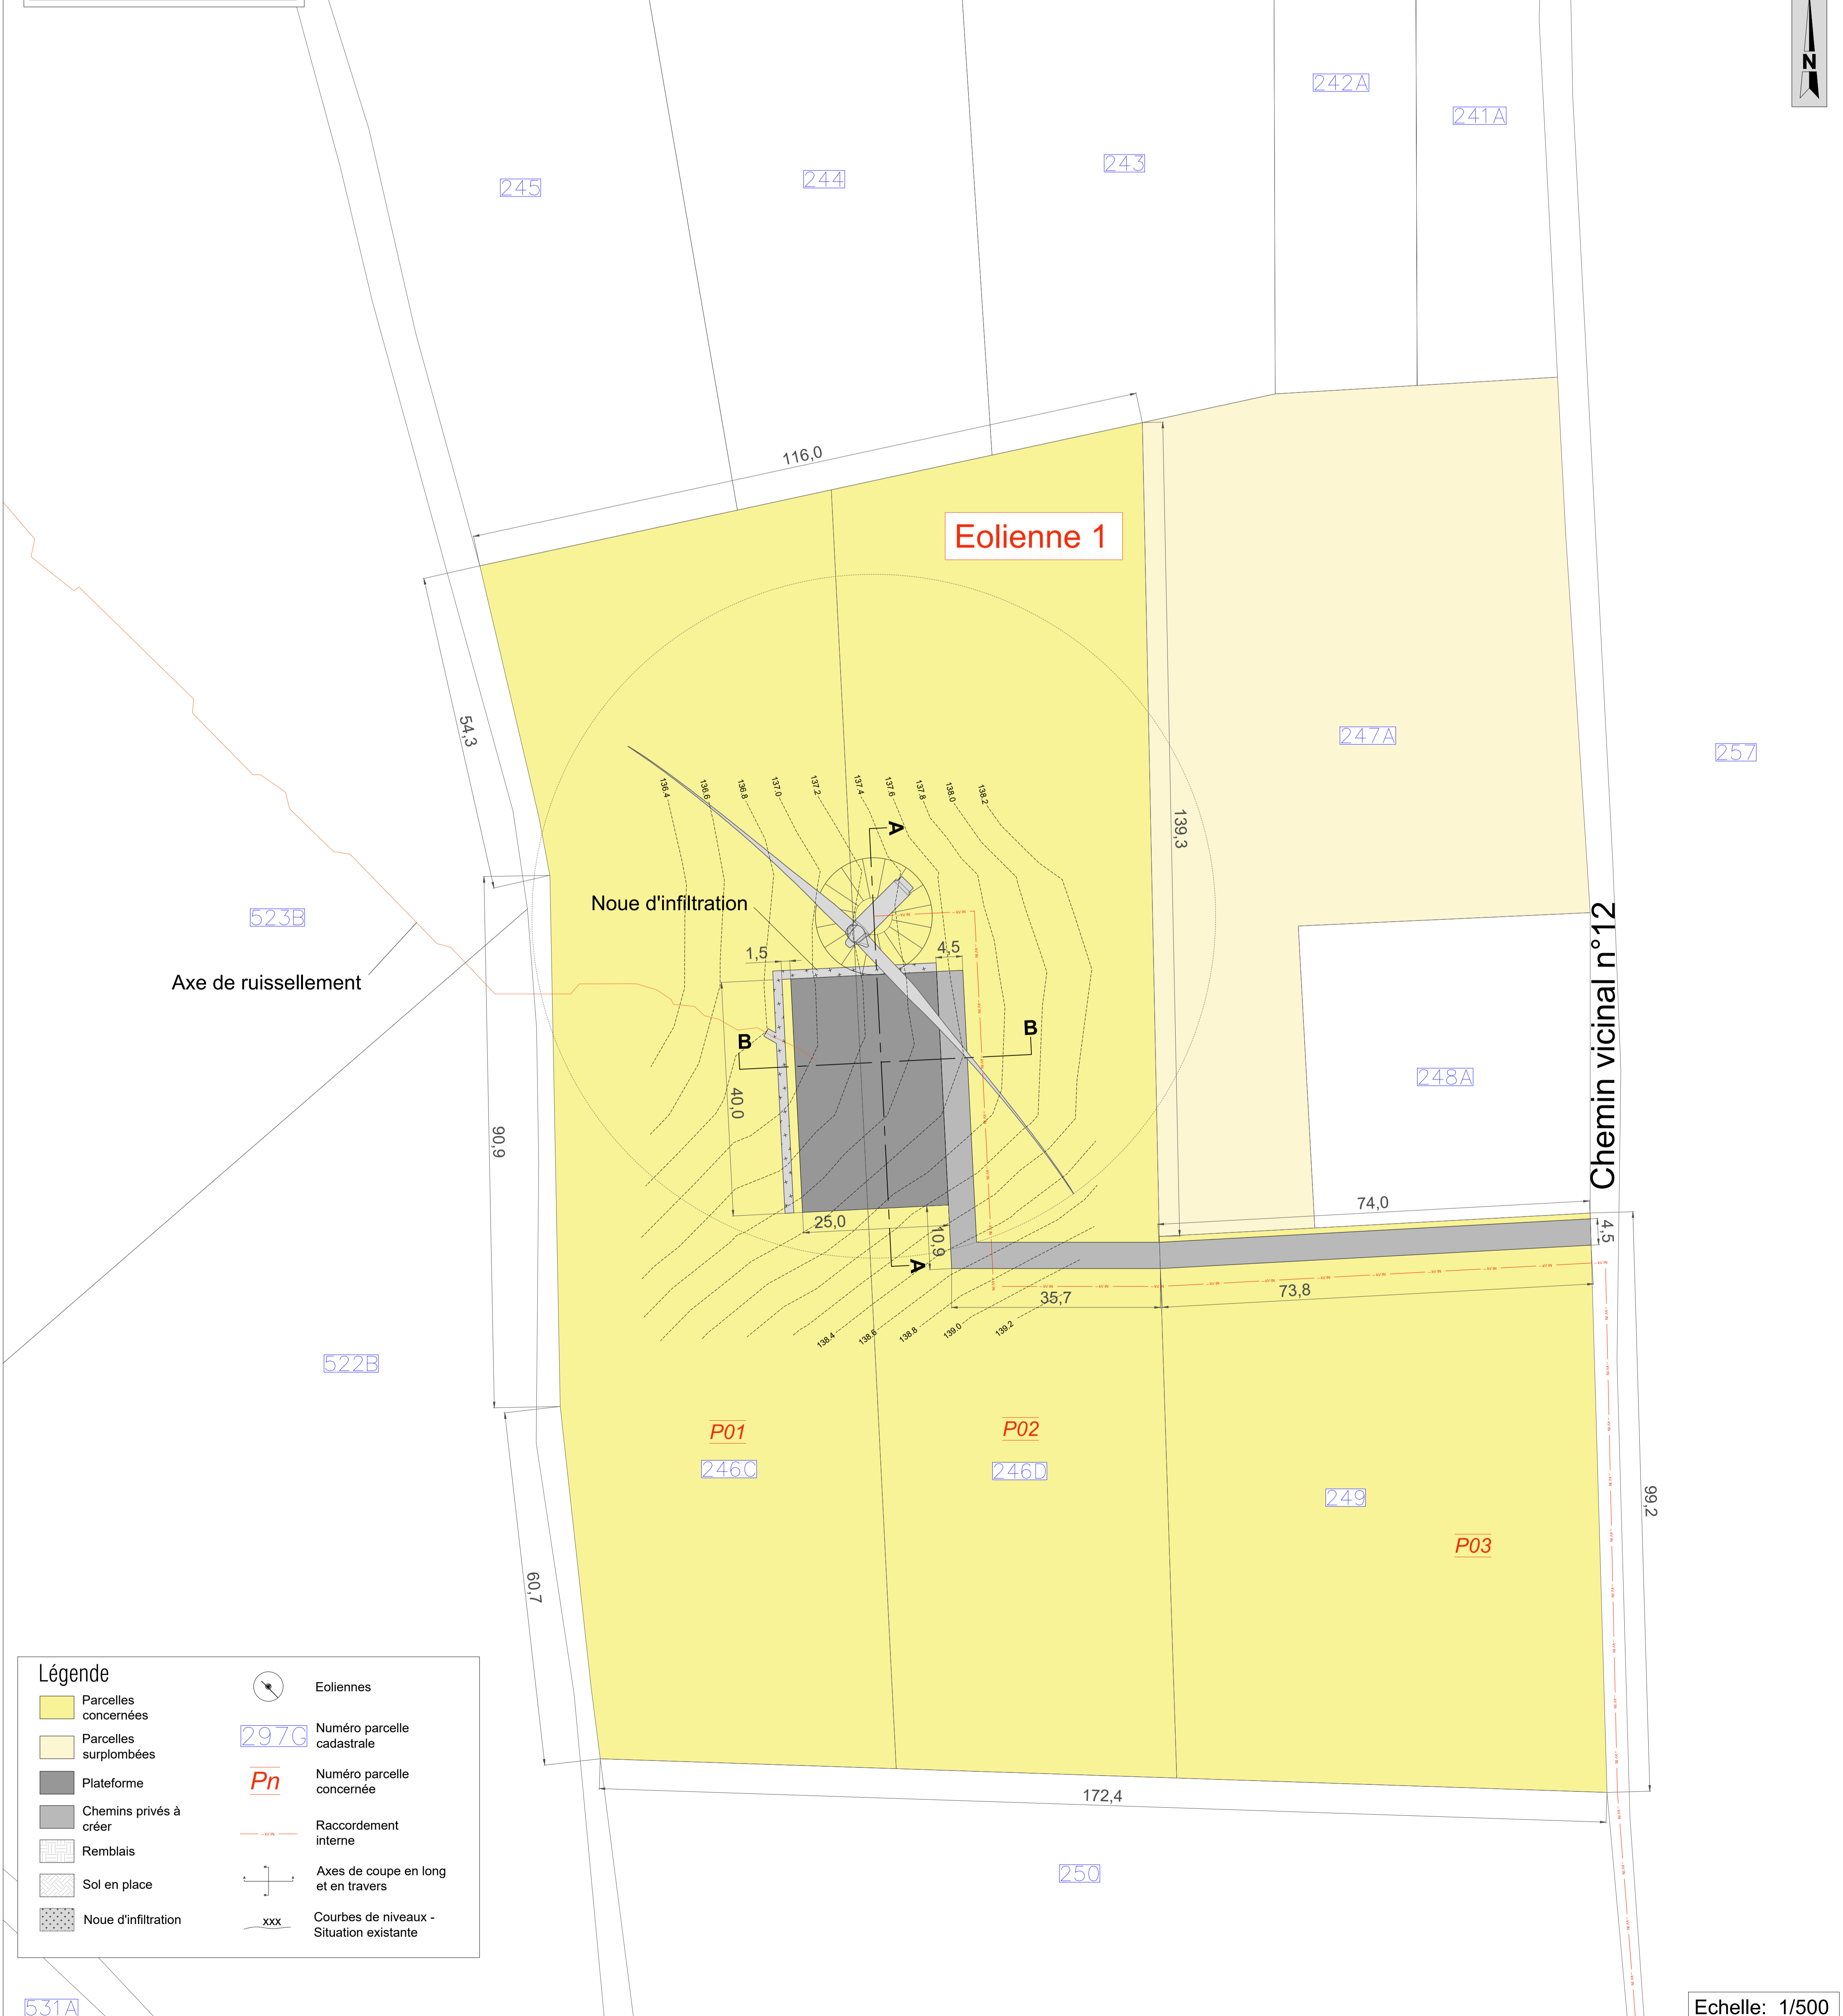 N
242A
241A
245
244
243
116,0
Eolienne 1
54,3
247A
257
139,3
136.4
136.6
136.8
137.0
137.2
137.4
137.6
137.8
138.0
138.2
A
Noue d'infiltration
523B
Chemin vicinal n°12
1,5
4,5
Axe de ruissellement
B
B
248A
40,0
90,9
74,0
25,0
10,9
4,5
A
35,7
73,8
138.4
138.6
138.8
139.0
139.2
522B
P01
P02
246C
246D
249
99,2
P03
60,7
172,4
250
Légende
Parcelles
concernées
Parcelles
surplombées
Plateforme
Chemins privés à
créer
Remblais
Sol en place
Noue d'infiltration
Eoliennes
297G
Numéro parcelle
cadastrale
Pn
Numéro parcelle
concernée
Raccordement
interne
Axes de coupe en long
et en travers
xxx
Courbes de niveaux -
Situation existante
531A
Echelle: 1/500